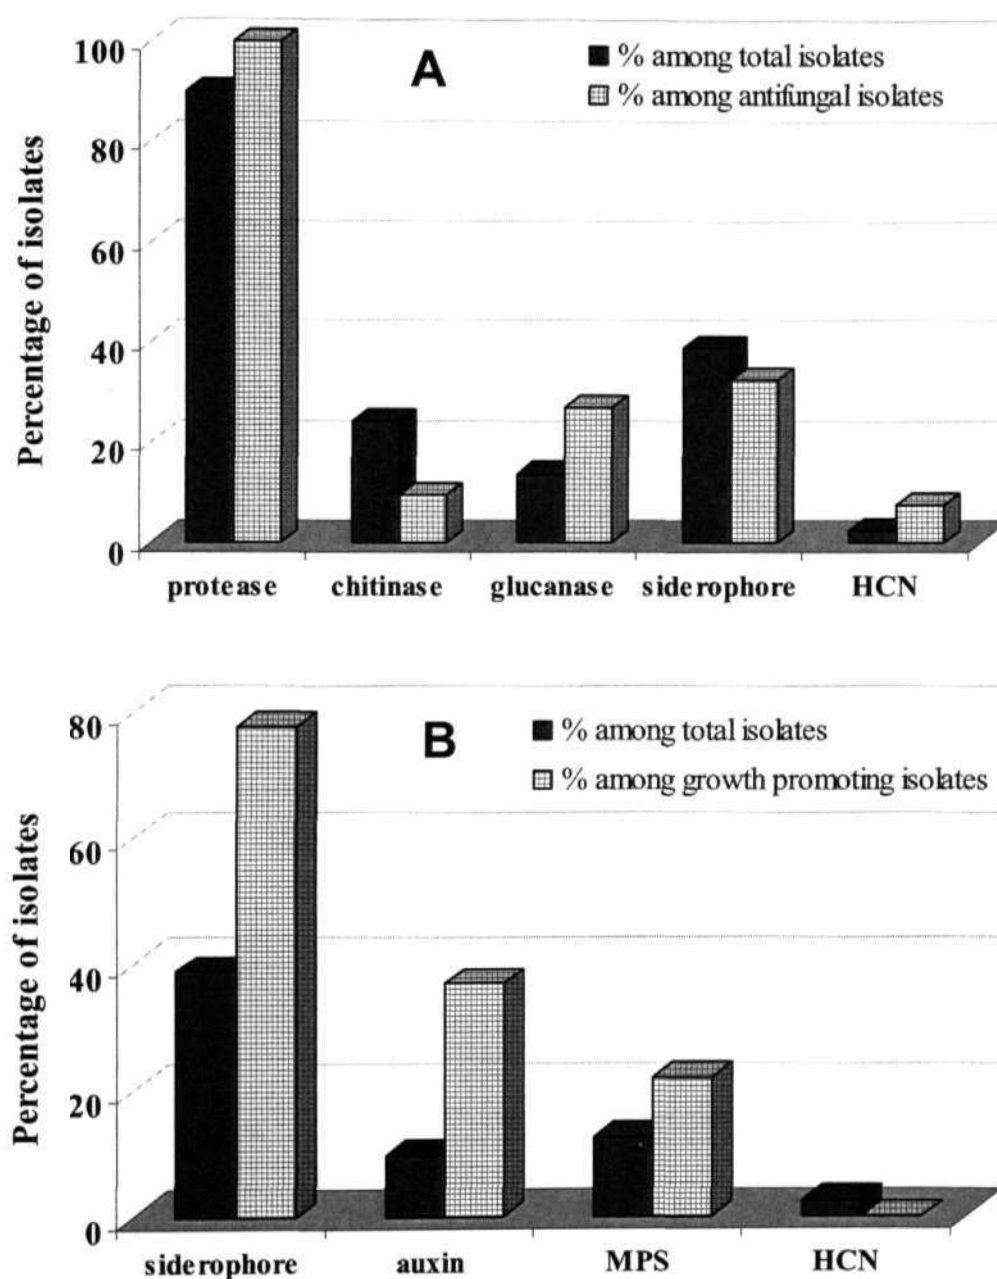 A
% among total isolates
% among antifungal isolates
Percentage of isolates
100
80
60
40
20
0
protease chitinase glucanase siderophore HCN
B
% among total isolates
% among growth promoting isolates
Percentage of isolates
80
60
40
20
0
siderophore auxin MPS HCN